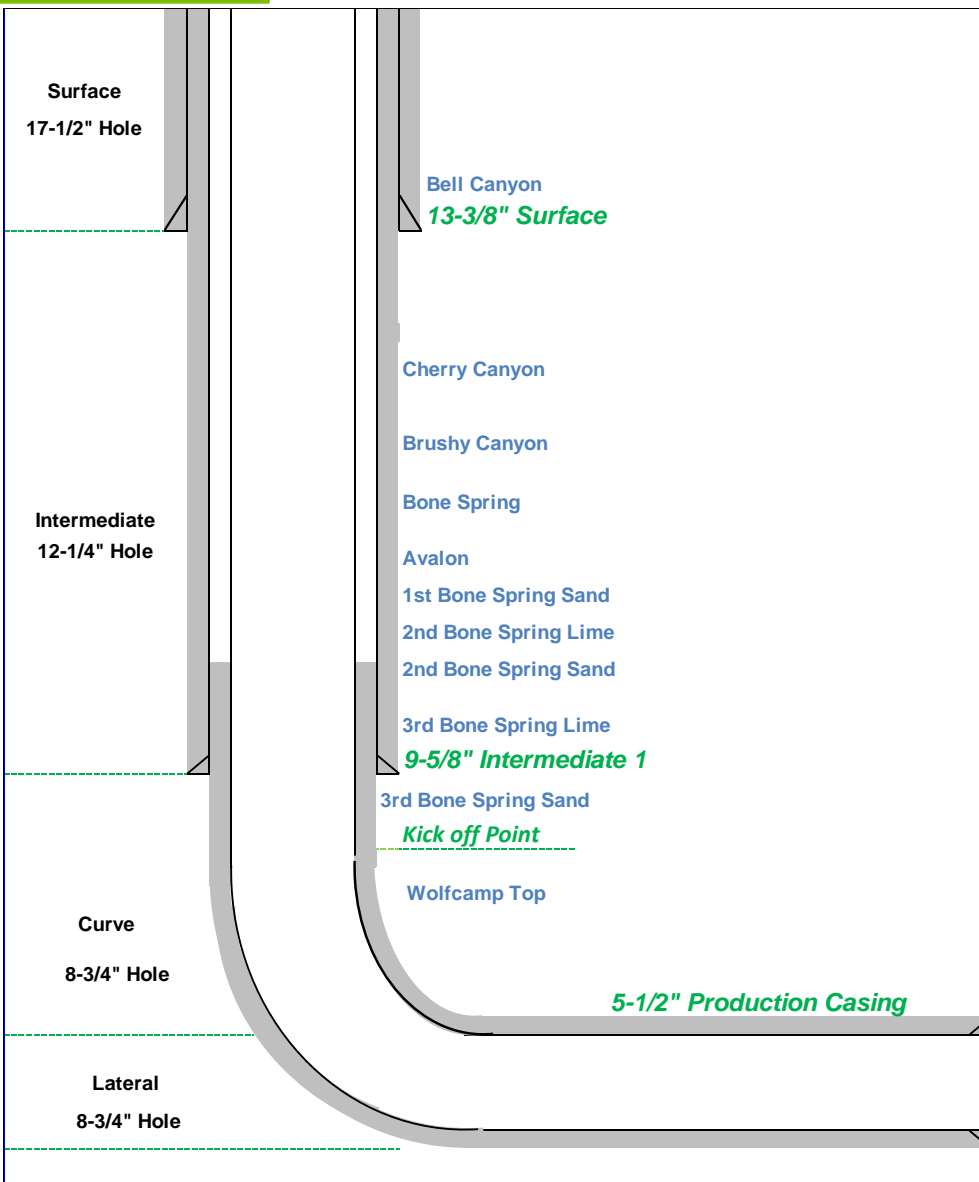 Surface
17-1/2" Hole
Bell Canyon
13-3/8" Surface
Cherry Canyon
Brushy Canyon
Bone Spring
Intermediate
12-1/4" Hole
Avalon
1st Bone Spring Sand
2nd Bone Spring Lime
2nd Bone Spring Sand
3rd Bone Spring Lime
9-5/8" Intermediate 1
3rd Bone Spring Sand
Kick off Point
Wolfcamp Top
Curve
8-3/4" Hole
5-1/2" Production Casing
Lateral
8-3/4" Hole